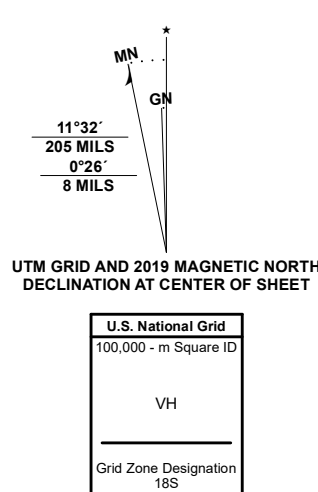 ★
MN
GN
11°32´
205 MILS
0°26´
8 MILS
UTM GRID AND 2019 MAGNETIC NORTH
DECLINATION AT CENTER OF SHEET
U.S. National Grid
100,000 - m Square ID
VH
Grid Zone Designation
18S